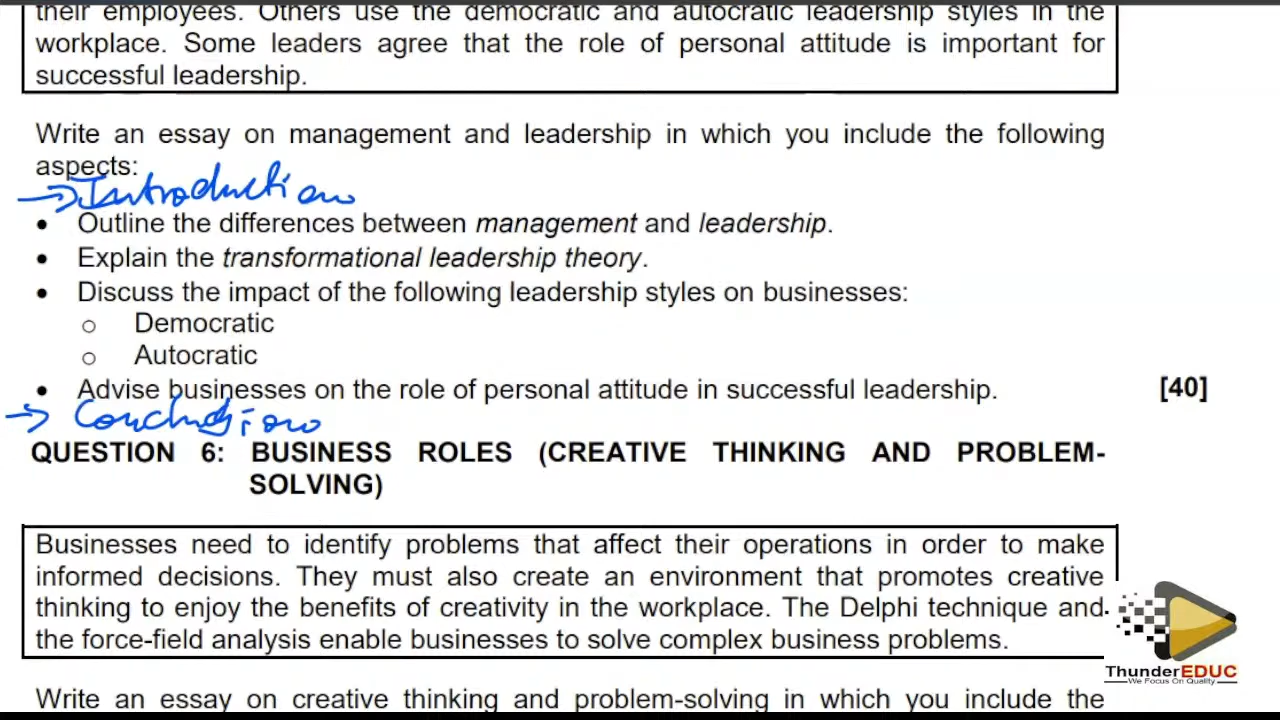 their employees. Others use the democratic and autocratic leadership styles in the
workplace. Some leaders agree that the role of personal attitude is important for
successful leadership.
Write an essay on management and leadership in which you include the following
aspects:
→ Introduction
• Outline the differences between management and leadership.
• Explain the transformational leadership theory.
• Discuss the impact of the following leadership styles on businesses:
o Democratic
o Autocratic
• Advise businesses on the role of personal attitude in successful leadership. [40]
→ Conclusion
QUESTION 6: BUSINESS ROLES (CREATIVE THINKING AND PROBLEM-
SOLVING)
Businesses need to identify problems that affect their operations in order to make
informed decisions. They must also create an environment that promotes creative
thinking to enjoy the benefits of creativity in the workplace. The Delphi technique and
the force-field analysis enable businesses to solve complex business problems.
ThunderEDUC
We Focus On Quality
Write an essay on creative thinking and problem-solving in which you include the